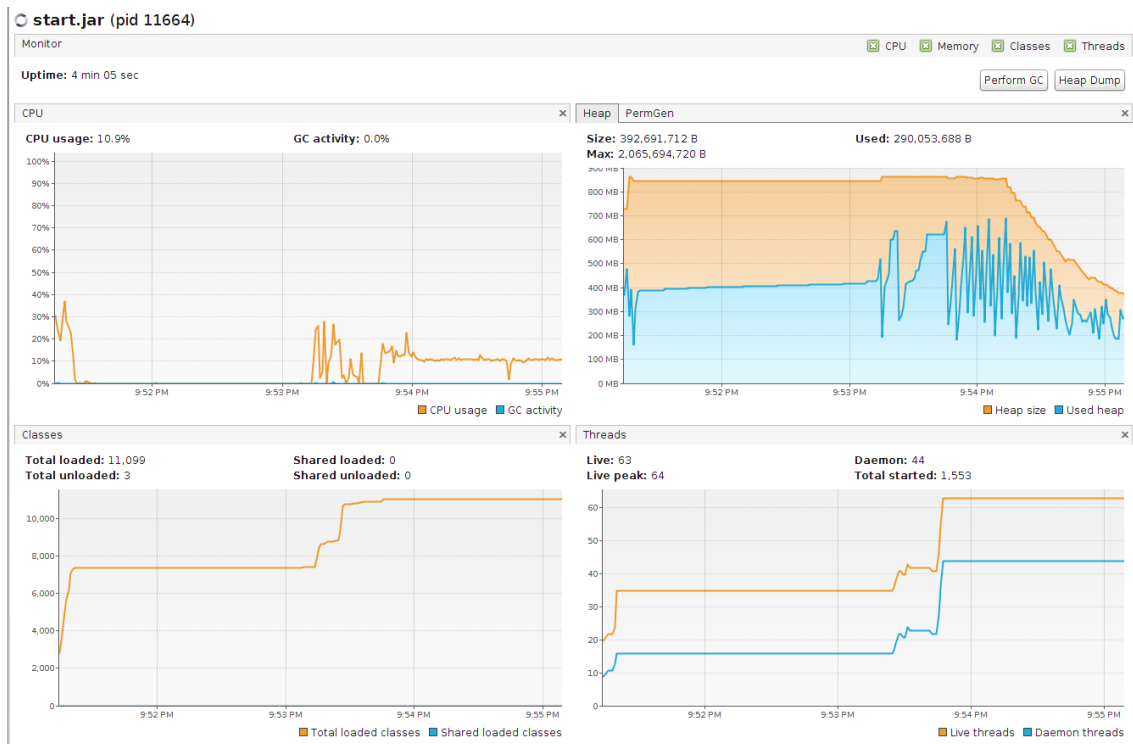 start.jar (pid 11664)
Monitor
CPU Memory Classes Threads
Uptime: 4 min 05 sec
Perform GC Heap Dump
CPU
CPU usage: 10.9% GC activity: 0.0%
100%
90%
80%
70%
60%
50%
40%
30%
20%
10%
0%
9:52 PM 9:53 PM 9:54 PM 9:55 PM
CPU usage GC activity
Heap PermGen
Size: 392,691,712 B Used: 290,053,688 B
Max: 2,065,694,720 B
900 MB
800 MB
700 MB
600 MB
500 MB
400 MB
300 MB
200 MB
100 MB
0 MB
9:52 PM 9:53 PM 9:54 PM 9:55 PM
Heap size Used heap
Classes
Total loaded: 11,099 Shared loaded: 0
Total unloaded: 3 Shared unloaded: 0
10,000
8,000
6,000
4,000
2,000
0
9:52 PM 9:53 PM 9:54 PM 9:55 PM
Total loaded classes Shared loaded classes
Threads
Live: 63 Daemon: 44
Live peak: 64 Total started: 1,553
60
50
40
30
20
10
0
9:52 PM 9:53 PM 9:54 PM 9:55 PM
Live threads Daemon threads